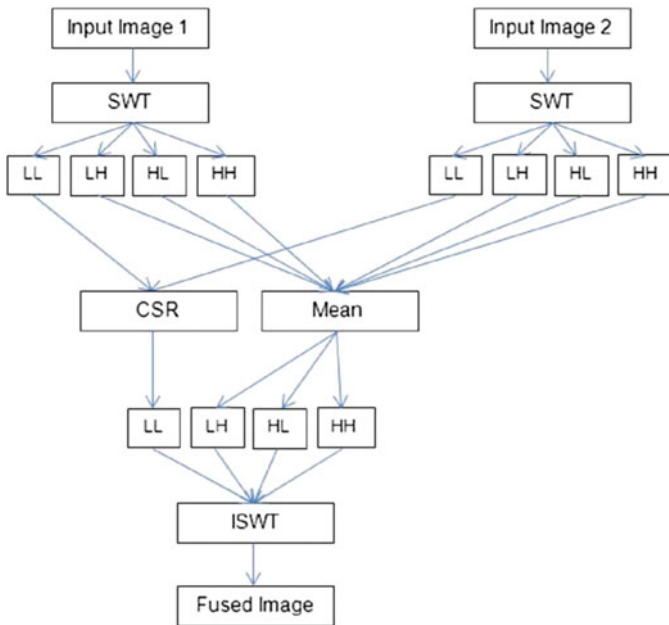 Input Image 1
Input Image 2
SWT
SWT
LL LH HL HH
LL LH HL HH
CSR
Mean
LL LH HL HH
ISWT
Fused Image